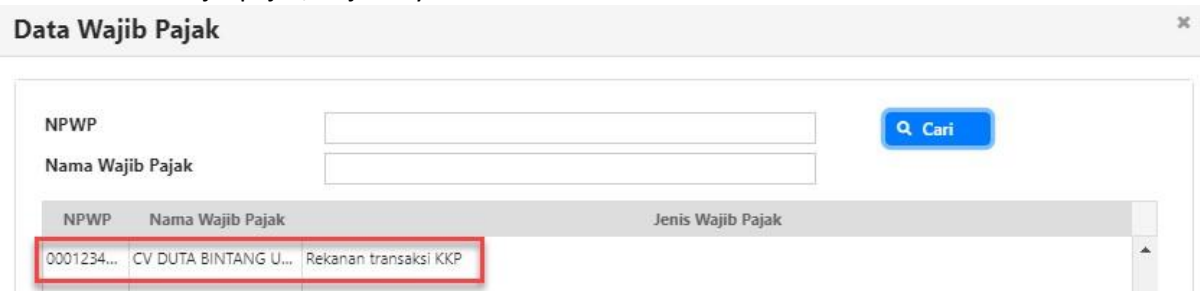 Data Wajib Pajak
NPWP
Cari
Nama Wajib Pajak
NPWP Nama Wajib Pajak Jenis Wajib Pajak
0001234... CV DUTA BINTANG U... Rekanan transaksi KKP